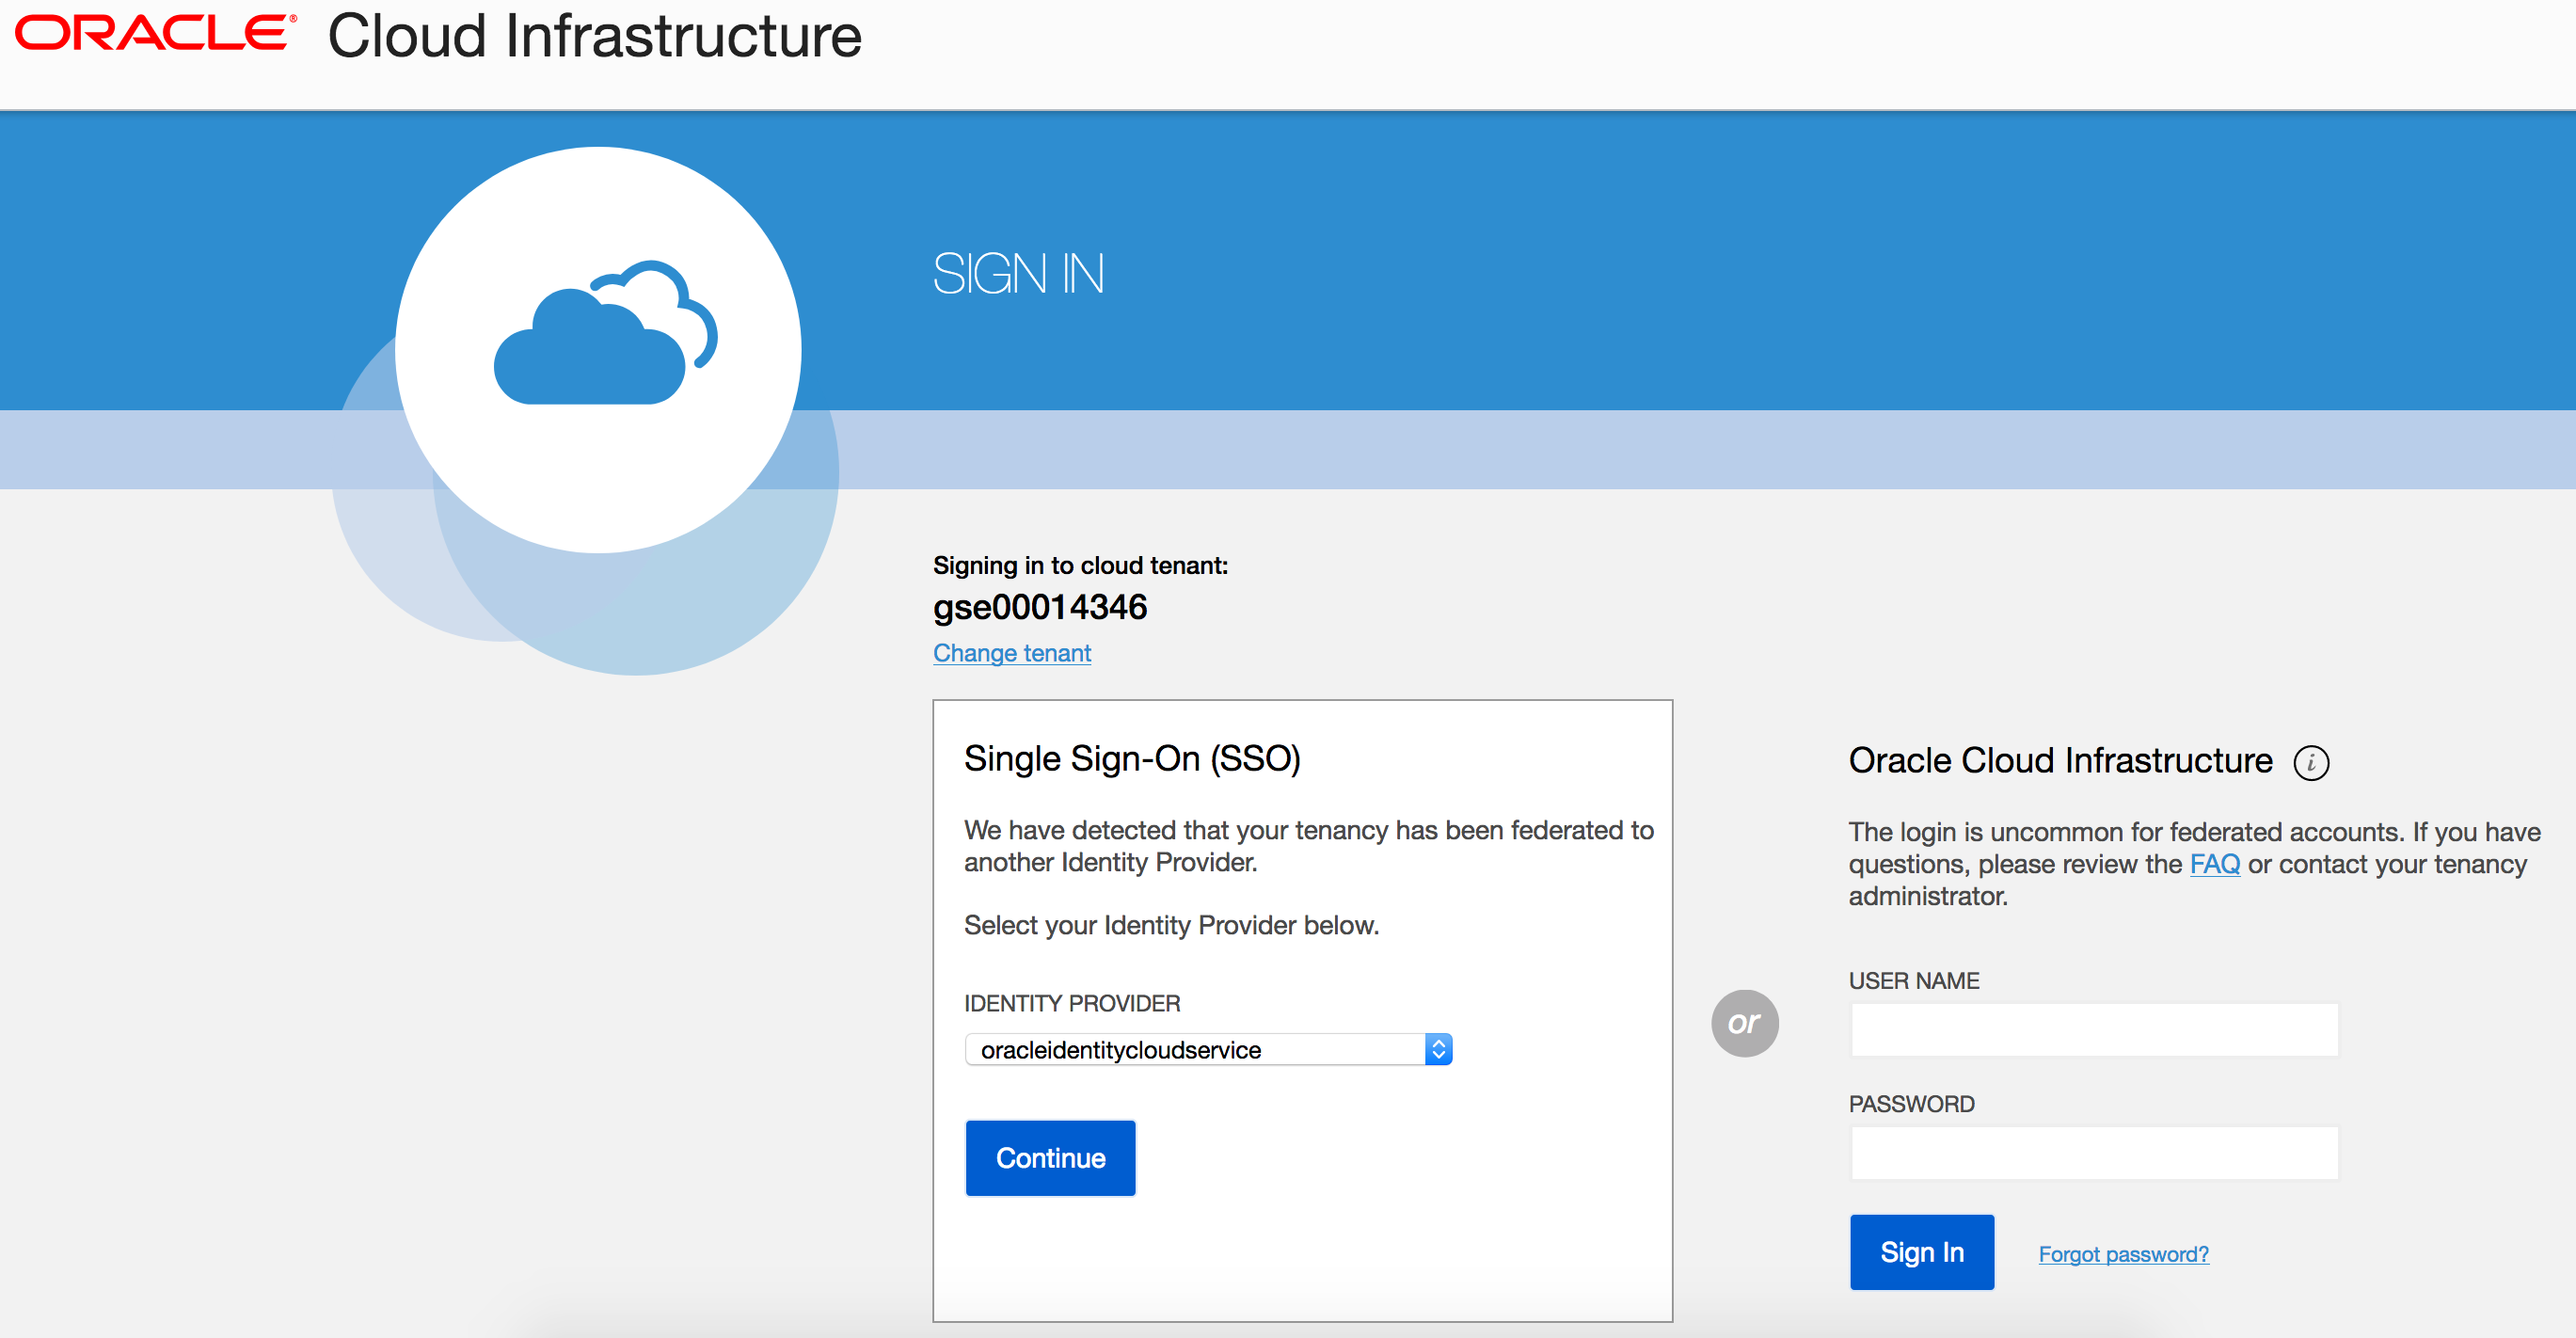 ORACLE® Cloud Infrastructure
SIGN IN
Signing in to cloud tenant:
gse00014346
Change tenant
Single Sign-On (SSO)
We have detected that your tenancy has been federated to
another Identity Provider.
Select your Identity Provider below.
IDENTITY PROVIDER
oracleidentitycloudservice
Continue
or
Oracle Cloud Infrastructure i
The login is uncommon for federated accounts. If you have
questions, please review the FAQ or contact your tenancy
administrator.
USER NAME
PASSWORD
Sign In
Forgot password?